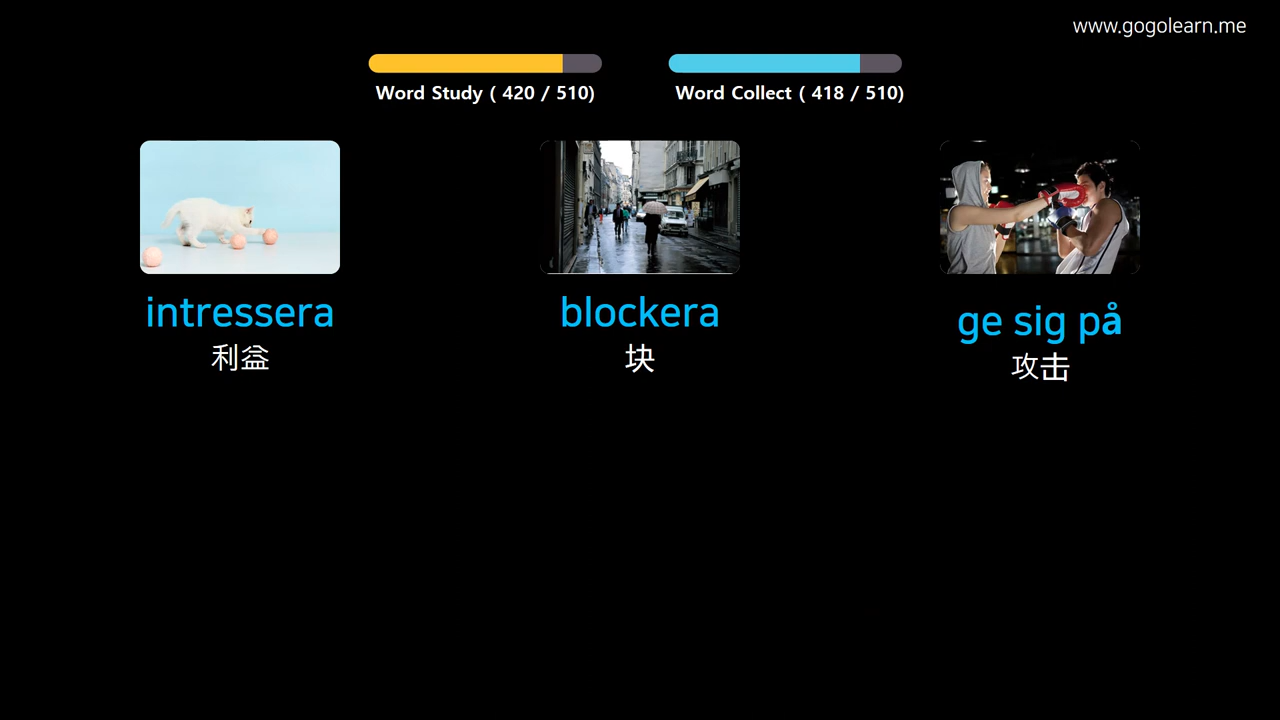 www.gogolearn.me
Word Study ( 420 / 510)
Word Collect ( 418 / 510)
intressera
利益
blockera
块
ge sig på
攻击